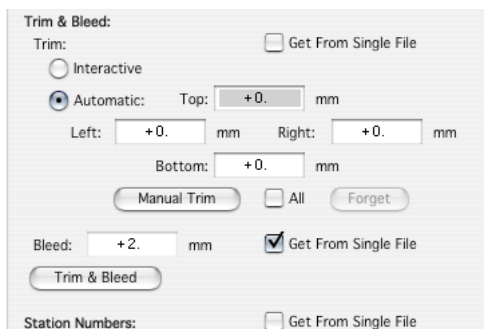 Trim & Bleed:
Trim: Get From Single File
Interactive
Automatic: Top: +0. mm
Left: +0. mm Right: +0. mm
Bottom: +0. mm
Manual Trim All Forget
Bleed: +2. mm Get From Single File
Trim & Bleed
Station Numbers: Get From Single File